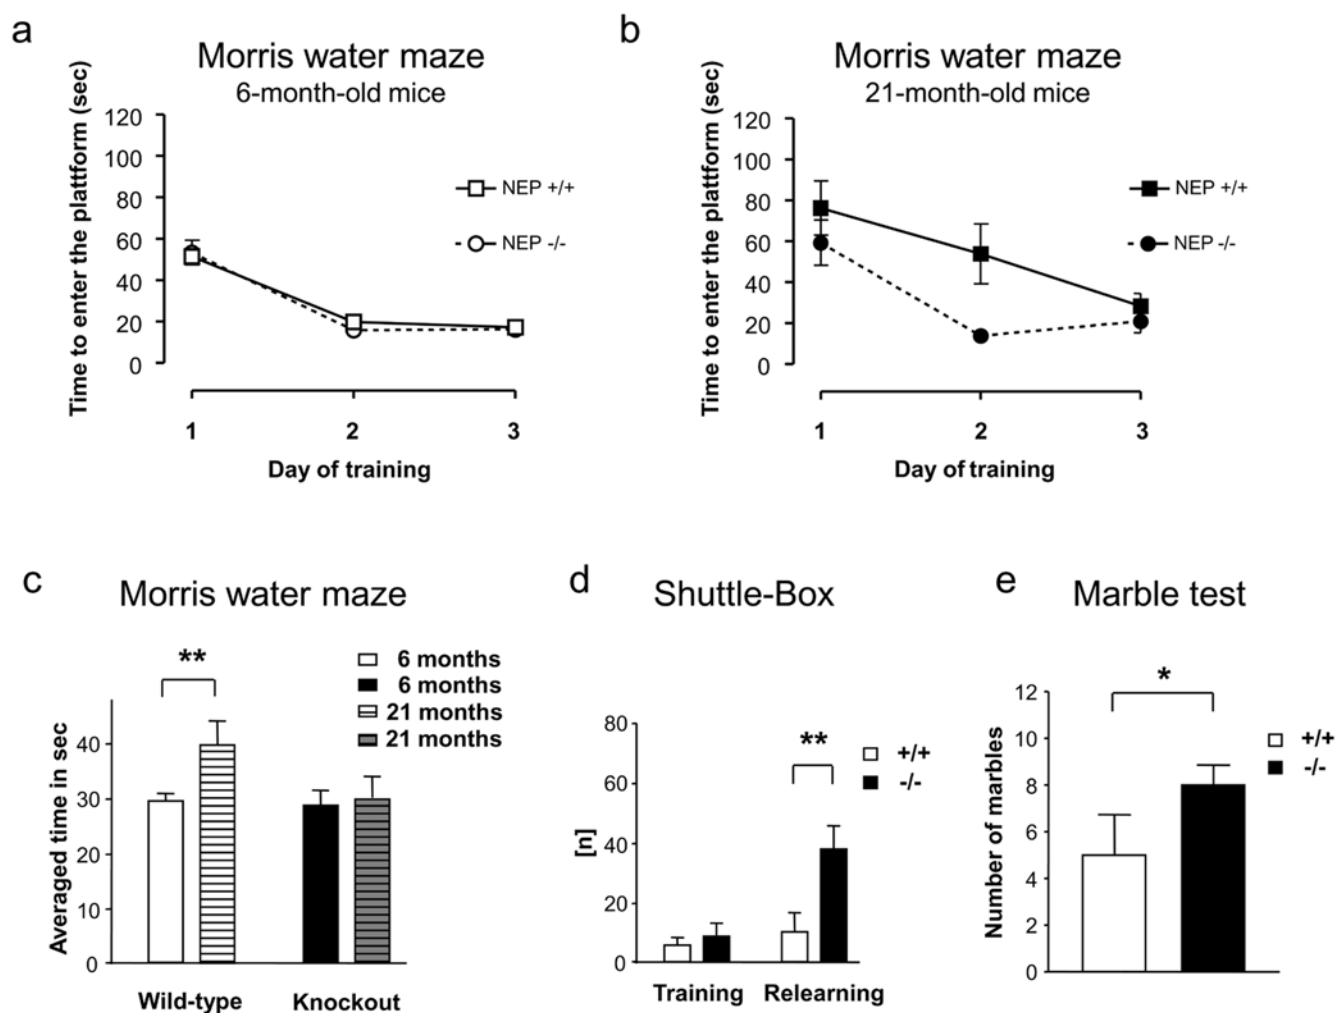 a
Morris water maze
6-month-old mice
Time to enter the plattform (sec)
120
100
80
60
40
20
0
NEP +/+
NEP -/-
1 2 3
Day of training
b
Morris water maze
21-month-old mice
Time to enter the plattform (sec)
120
100
80
60
40
20
0
NEP +/+
NEP -/-
1 2 3
Day of training
c
Morris water maze
**
6 months
6 months
21 months
21 months
Averaged time in sec
40
30
20
10
0
Wild-type Knockout
d
Shuttle-Box
[n]
80
60
40
20
0
**
+/+
-/-
Training Relearning
e
Marble test
Number of marbles
12
10
8
6
4
2
0
*
+/+
-/-